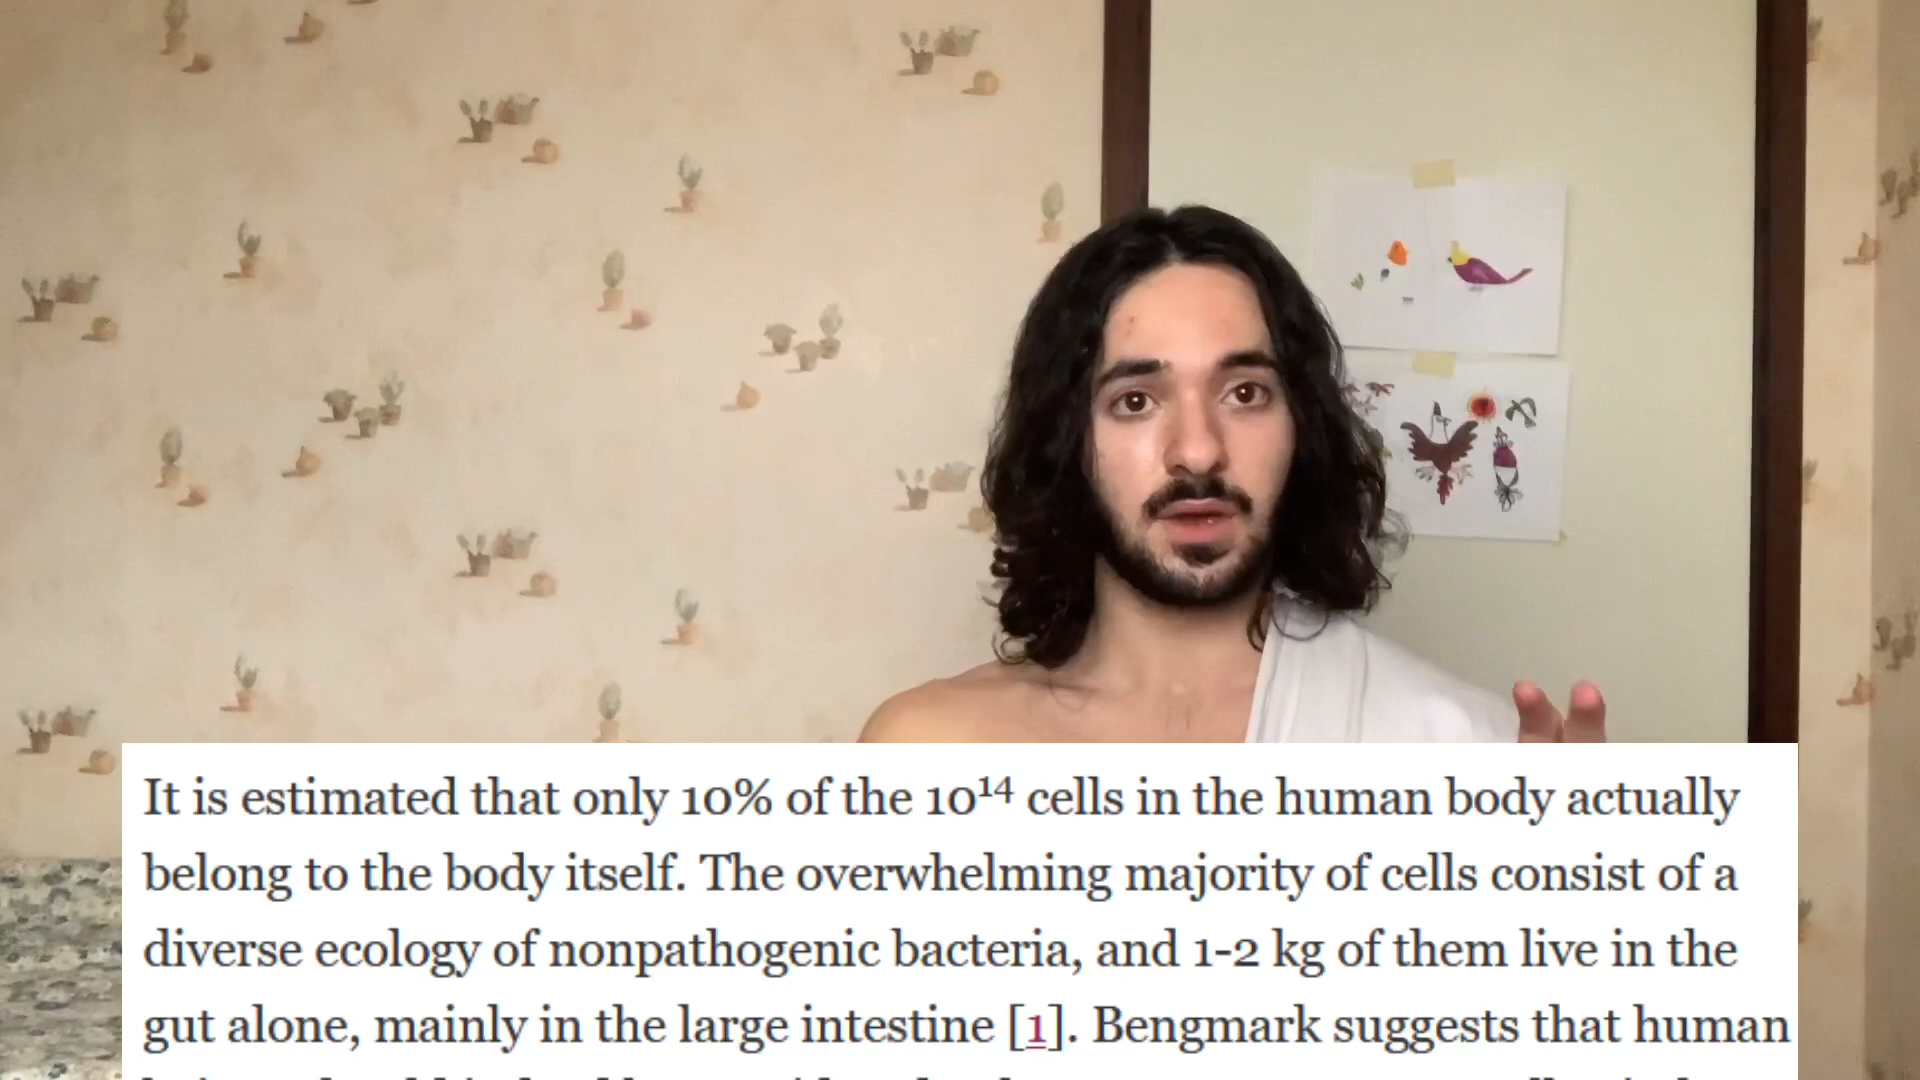 It is estimated that only 10% of the 10¹⁴ cells in the human body actually
belong to the body itself. The overwhelming majority of cells consist of a
diverse ecology of nonpathogenic bacteria, and 1-2 kg of them live in the
gut alone, mainly in the large intestine [1]. Bengmark suggests that human